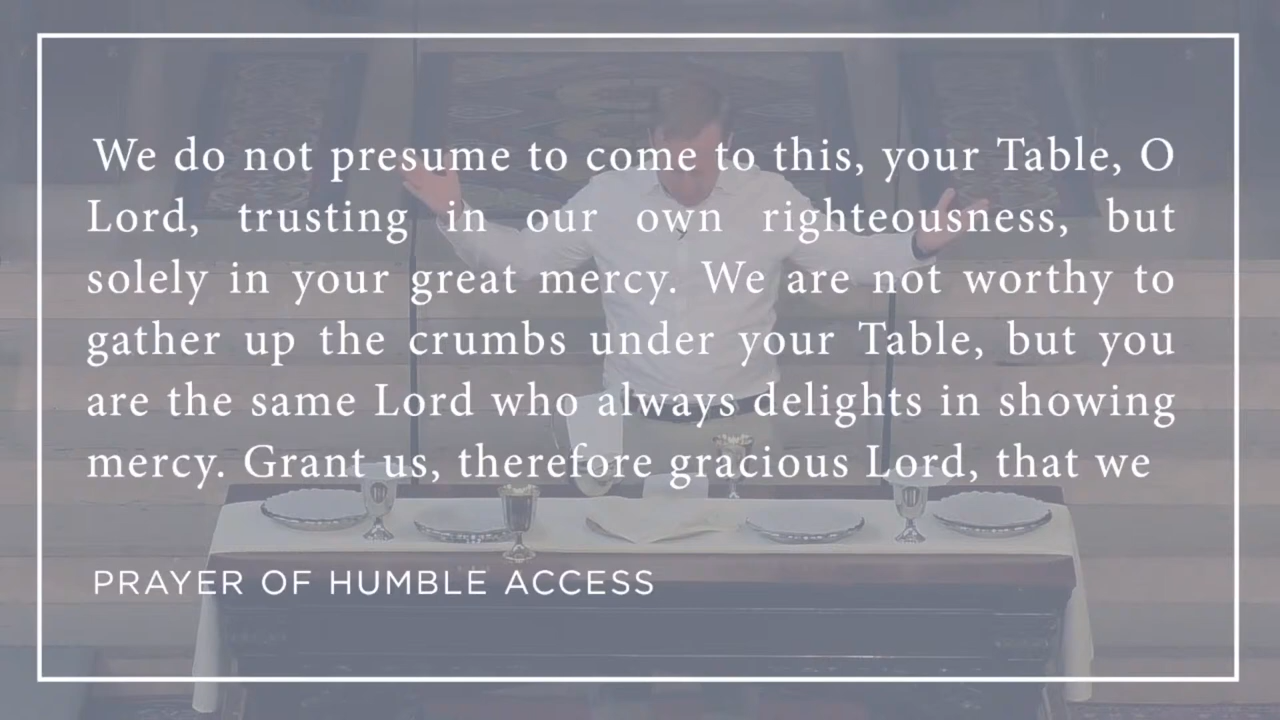 We do not presume to come to this, your Table, O
Lord, trusting in our own righteousness, but
solely in your great mercy. We are not worthy to
gather up the crumbs under your Table, but you
are the same Lord who always delights in showing
mercy. Grant us, therefore gracious Lord, that we
PRAYER OF HUMBLE ACCESS